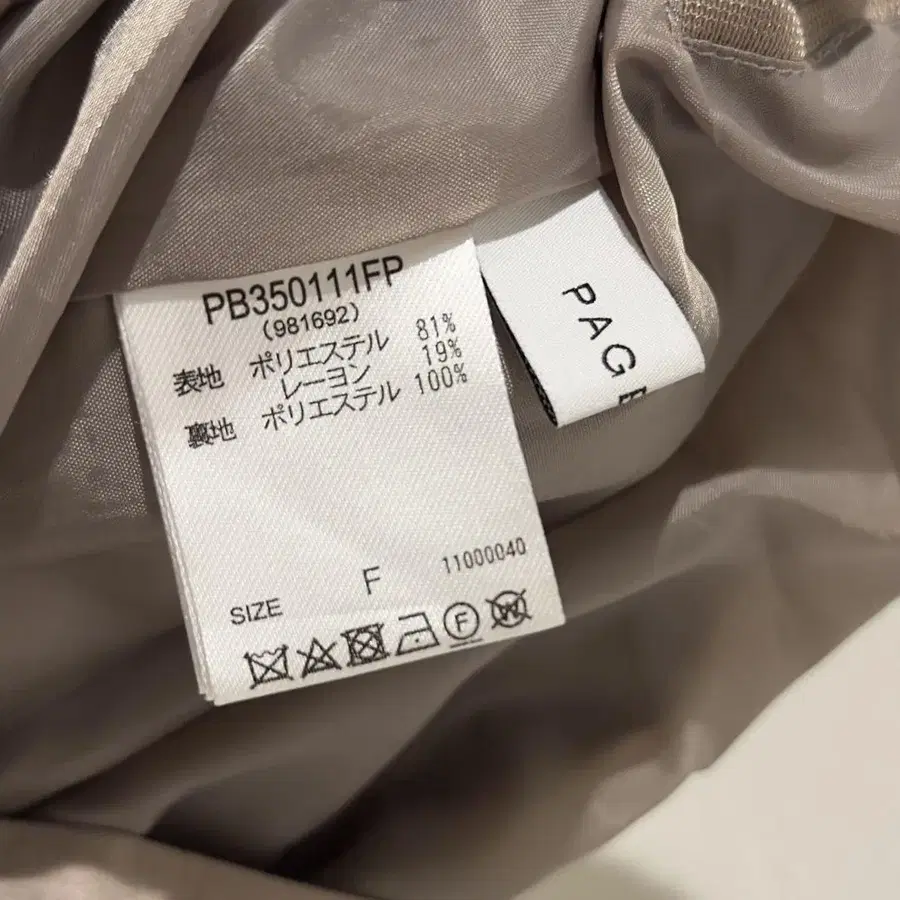 PB350111FP
(981692)
表地 ポリエステル 81%
レーヨン 19%
裏地 ポリエステル 100%
11000040
SIZE F
F W
PAGE